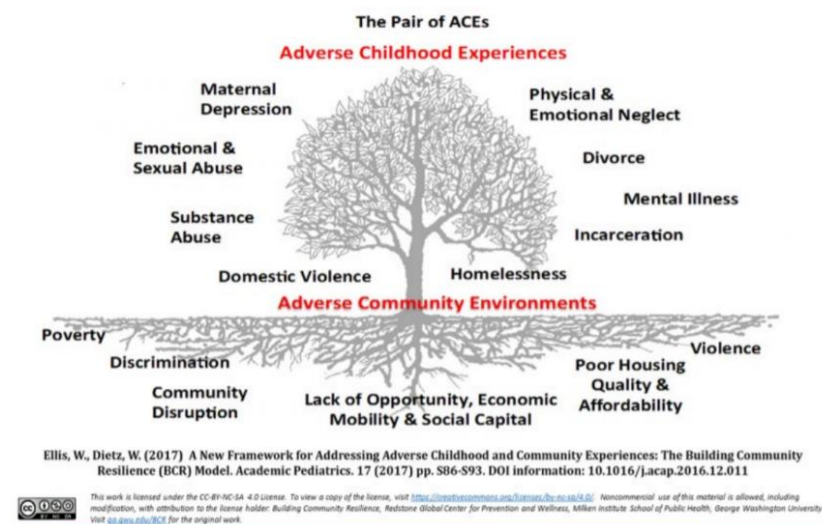 The Pair of ACEs
Adverse Childhood Experiences
Maternal
Depression
Physical &
Emotional Neglect
Emotional &
Sexual Abuse
Divorce
Mental Illness
Substance
Abuse
Incarceration
Domestic Violence
Homelessness
Adverse Community Environments
Poverty
Violence
Discrimination
Poor Housing
Quality &
Affordability
Community
Disruption
Lack of Opportunity, Economic
Mobility & Social Capital
Ellis, W., Dietz, W. (2017) A New Framework for Addressing Adverse Childhood and Community Experiences: The Building Community
Resilience (BCR) Model. Academic Pediatrics. 17 (2017) pp. S86-S93. DOI information: 10.1016/j.acap.2016.12.011
This work is licensed under the CC-BY-NC-SA 4.0 License. To view a copy of the license, visit https://creativecommons.org/licenses/by-nc-sa/4.0/. Noncommercial use of this material is allowed, including
modification, with attribution to the license holder: Building Community Resilience, Redstone Global Center for Prevention and Wellness, Milken Institute School of Public Health, George Washington University
Visit go.gwu.edu/BCR for the original work.
cc
BY NC SA